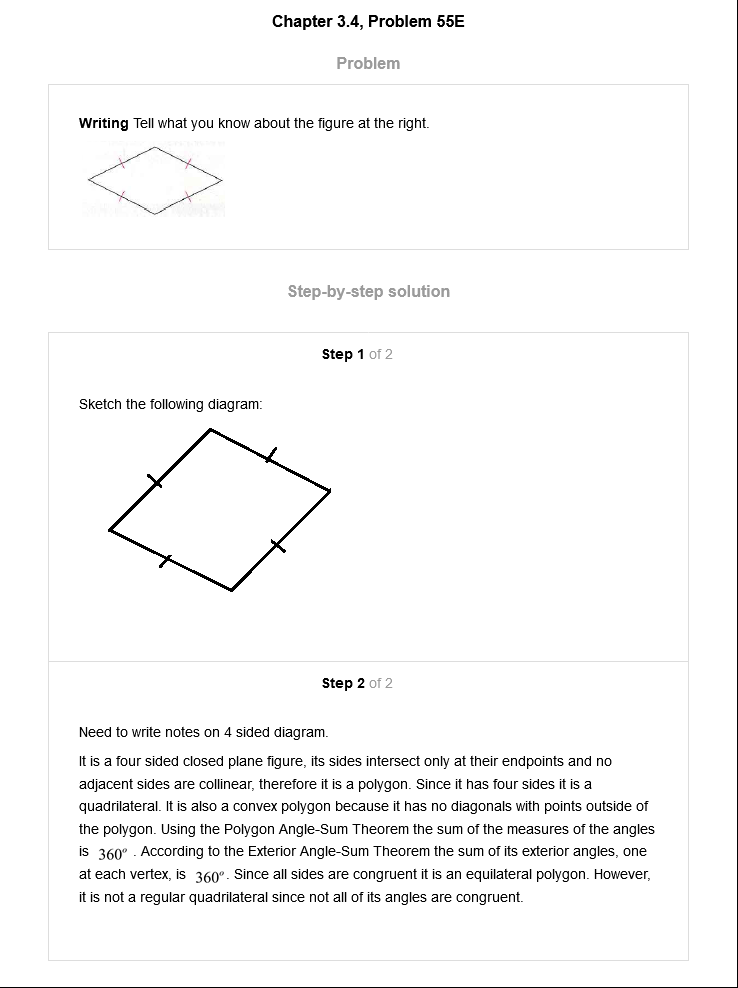 Chapter 3.4, Problem 55E
Problem
Writing Tell what you know about the figure at the right.
Step-by-step solution
Step 1 of 2
Sketch the following diagram:
Step 2 of 2
Need to write notes on 4 sided diagram.
It is a four sided closed plane figure, its sides intersect only at their endpoints and no
adjacent sides are collinear, therefore it is a polygon. Since it has four sides it is a
quadrilateral. It is also a convex polygon because it has no diagonals with points outside of
the polygon. Using the Polygon Angle-Sum Theorem the sum of the measures of the angles
is 360° . According to the Exterior Angle-Sum Theorem the sum of its exterior angles, one
at each vertex, is 360°. Since all sides are congruent it is an equilateral polygon. However,
it is not a regular quadrilateral since not all of its angles are congruent.